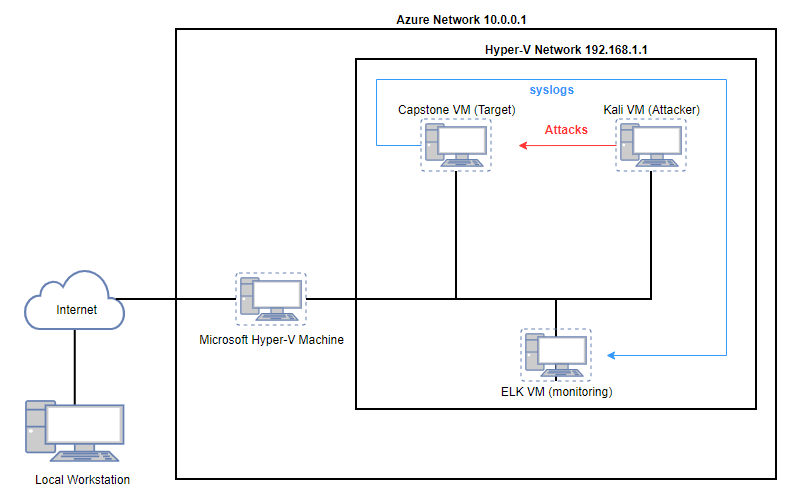 Azure Network 10.0.0.1
Hyper-V Network 192.168.1.1
syslogs
Capstone VM (Target)
Kali VM (Attacker)
Attacks
Internet
Microsoft Hyper-V Machine
ELK VM (monitoring)
Local Workstation